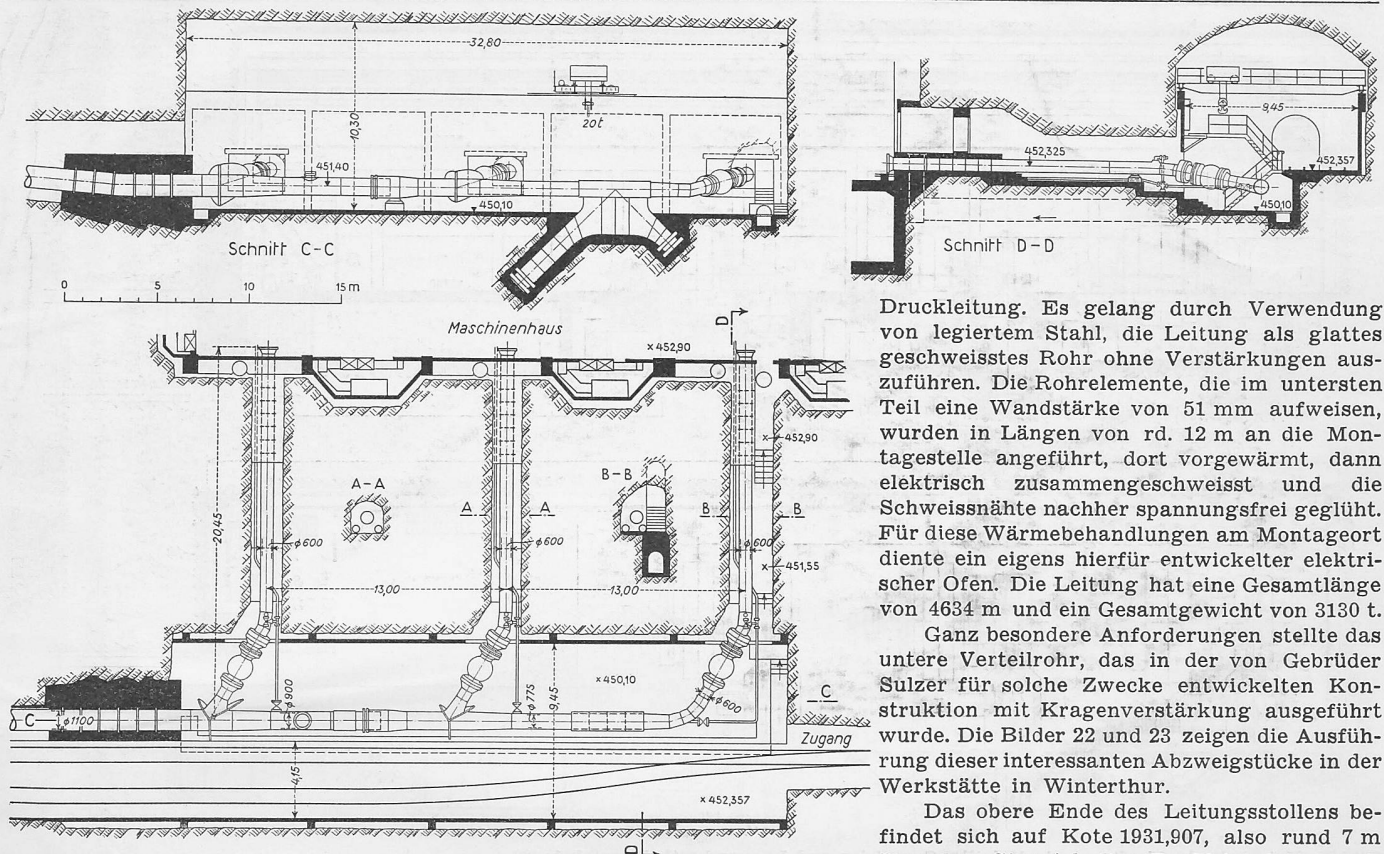 32,80
10,30
20t
451,40
450,10
Schnitt C-C
0 5 10 15 m
9,45
452,325
452,357
450,10
Schnitt D-D
Maschinenhaus
D
× 452,90
×-452,90
A-A
B-B
A A
B B
20,45
ϕ600
ϕ600
×-451,55
13,00
13,00
C
ϕ1100
ϕ900
ϕ775
9,45
×450,10
ϕ600
C
Zugang
4,15
× 452,357
D
Druckleitung. Es gelang durch Verwendung
von legiertem Stahl, die Leitung als glattes
geschweisstes Rohr ohne Verstärkungen aus-
zuführen. Die Rohrelemente, die im untersten
Teil eine Wandstärke von 51 mm aufweisen,
wurden in Längen von rd. 12 m an die Mon-
tagestelle angeführt, dort vorgewärmt, dann
elektrisch zusammengeschweisst und die
Schweissnähte nachher spannungsfrei geglüht.
Für diese Wärmebehandlungen am Montageort
diente ein eigens hierfür entwickelter elektri-
scher Ofen. Die Leitung hat eine Gesamtlänge
von 4634 m und ein Gesamtgewicht von 3130 t.
Ganz besondere Anforderungen stellte das
untere Verteilrohr, das in der von Gebrüder
Sulzer für solche Zwecke entwickelten Kon-
struktion mit Kragenverstärkung ausgeführt
wurde. Die Bilder 22 und 23 zeigen die Ausfüh-
rung dieser interessanten Abzweigstücke in der
Werkstätte in Winterthur.
Das obere Ende des Leitungsstollens be-
findet sich auf Kote 1931,907, also rund 7 m